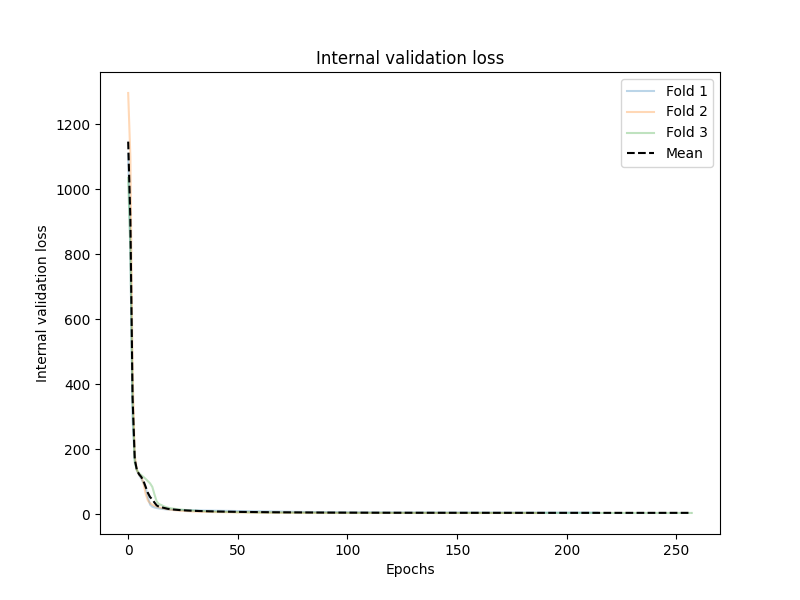 Internal validation loss
Fold 1
Fold 2
Fold 3
Mean
Internal validation loss
1200
1000
800
600
400
200
0
0 50 100 150 200 250
Epochs